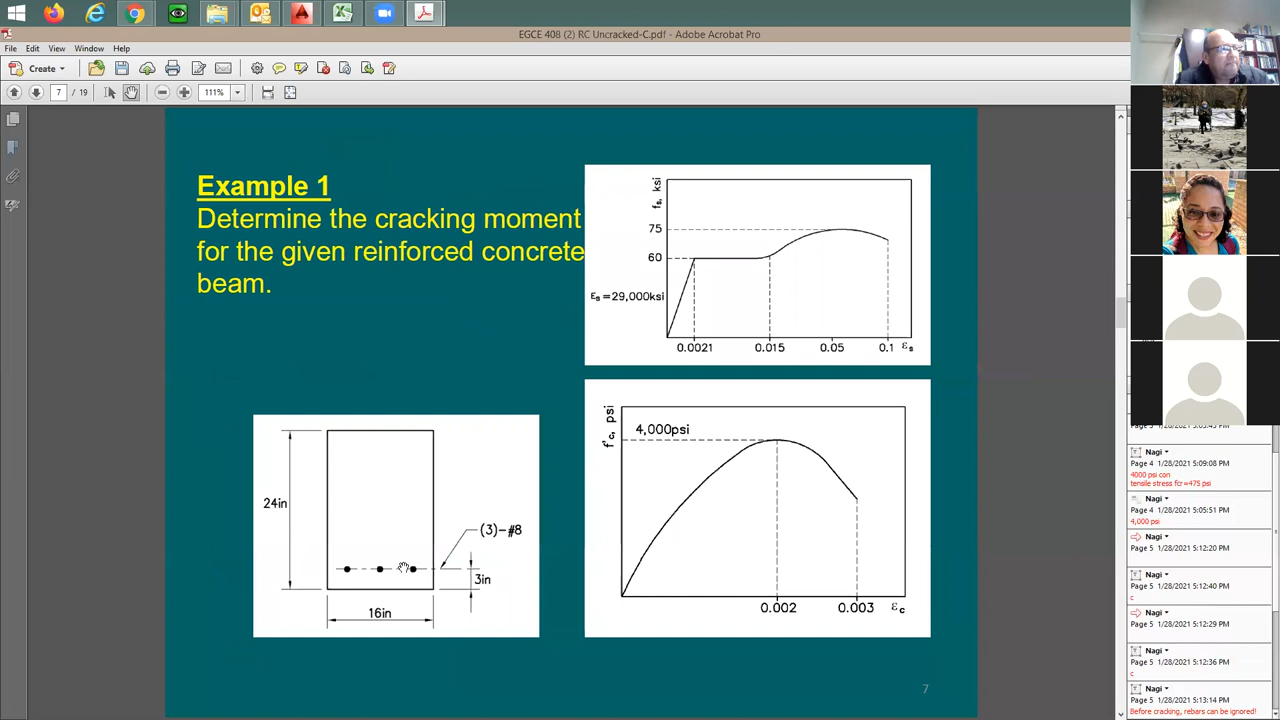 EGCE 408 (2) RC Uncracked-C.pdf - Adobe Acrobat Pro
File Edit View Window Help
Create
7 / 19
111%
Example 1
Determine the cracking moment
for the given reinforced concrete
beam.
fs, ksi
75
60
Es =29,000ksi
0.0021 0.015 0.05 0.1 εs
f'c, psi
4,000psi
0.002 0.003 εc
24in
(3)-#8
3in
16in
7
Nagi
Page 4 1/28/2021 5:09:08 PM
4000 psi con
tensile stress fcr=475 psi
Nagi
Page 4 1/28/2021 5:05:51 PM
4,000 psi
Nagi
Page 5 1/28/2021 5:12:20 PM
Nagi
Page 5 1/28/2021 5:12:40 PM
c
Nagi
Page 5 1/28/2021 5:12:29 PM
Nagi
Page 5 1/28/2021 5:12:36 PM
c
Nagi
Page 5 1/28/2021 5:13:14 PM
Before cracking, rebars can be ignored!